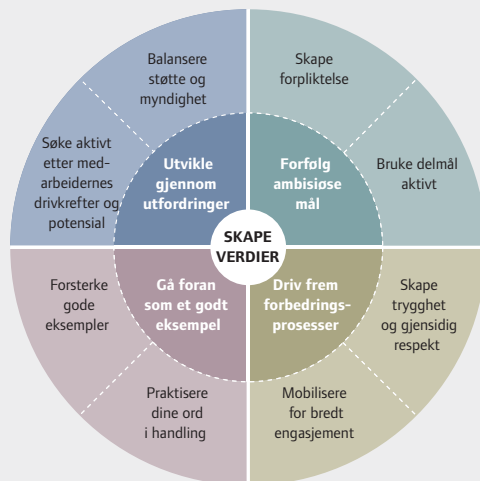 Balansere
støtte og
myndighet
Skape
forpliktelse
Søke aktivt
etter med-
arbeidernes
drivkrefter og
potensial
Utvikle
gjennom
utfordringer
Forfølg
ambisiøse
mål
Bruke delmål
aktivt
SKAPE
VERDIER
Forsterke
gode
eksempler
Gå foran
som et godt
eksempel
Driv frem
forbedrings-
prosesser
Skape
trygghet
og gjensidig
respekt
Praktisere
dine ord
i handling
Mobilisere
for bredt
engasjement